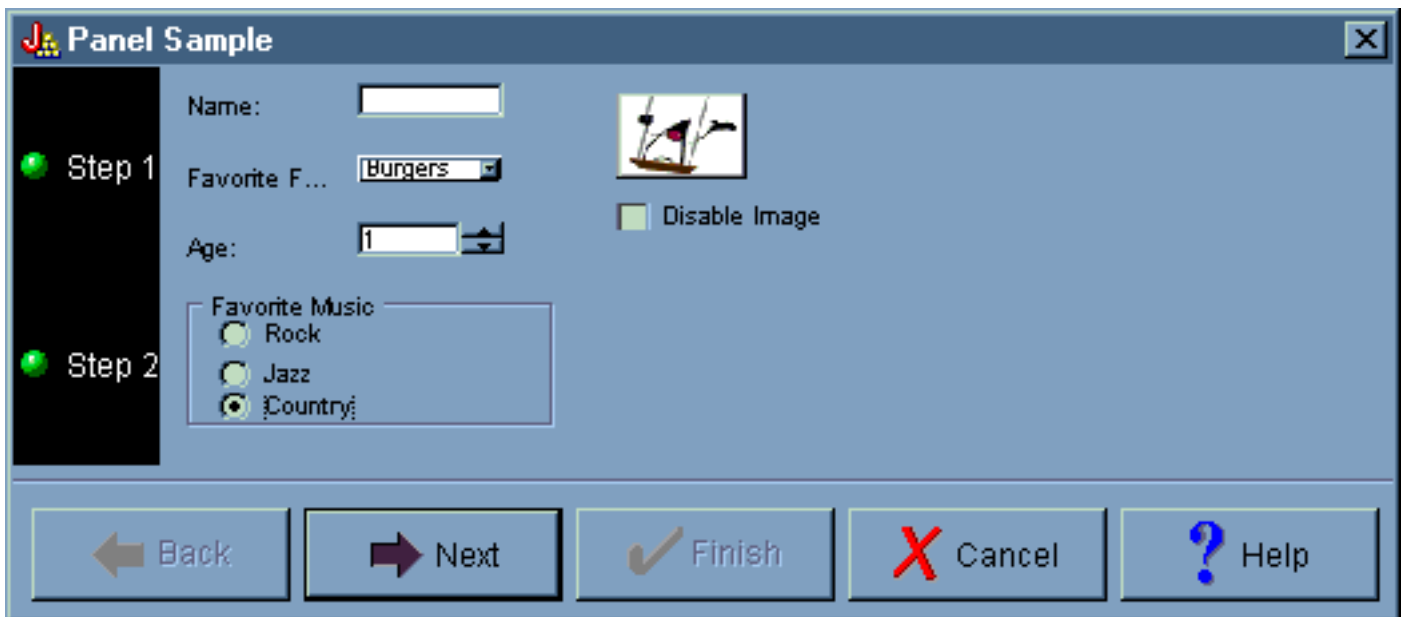 Panel Sample
Step 1
Step 2
Name:
Favorite F...
Burgers
Age:
1
Favorite Music
Rock
Jazz
Country
Disable Image
Back
Next
Finish
Cancel
Help